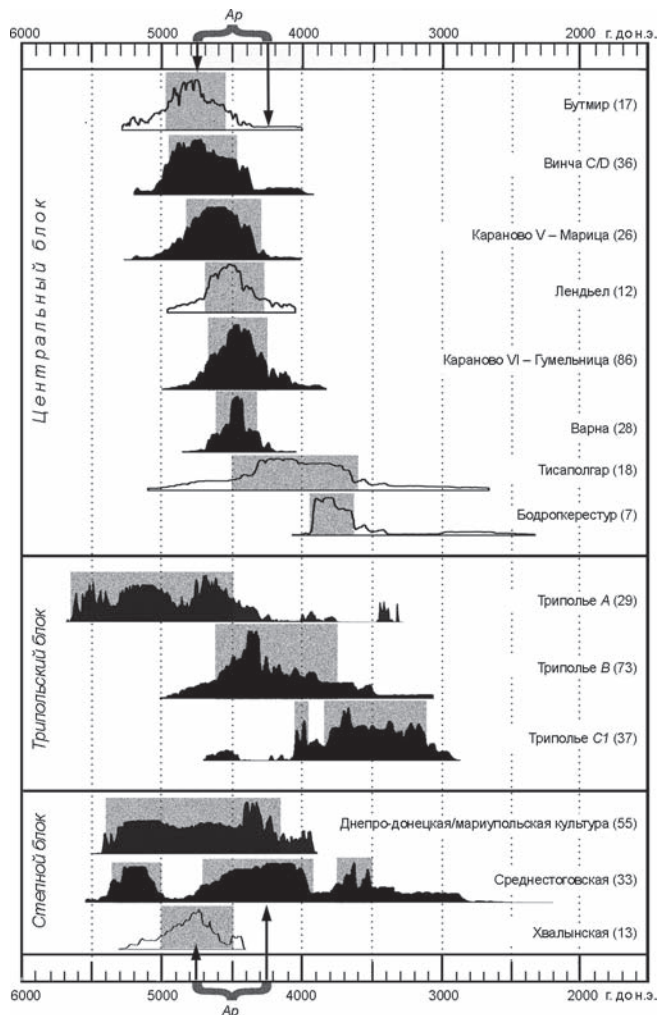 Ар
6000 5000 4000 3000 2000 г. до н.э.
Центральный блок
Бутмир (17)
Винча C/D (36)
Караново V – Марица (26)
Лендьел (12)
Караново VI – Гумельница (86)
Варна (28)
Тисаполгар (18)
Бодропкерестур (7)
Трипольский блок
Триполье A (29)
Триполье B (73)
Триполье C1 (37)
Степной блок
Днепро-донецкая/мариупольская культура (55)
Среднестоговская (33)
Хвалынская (13)
6000 5000 4000 3000 2000 г. до н.э.
Ар